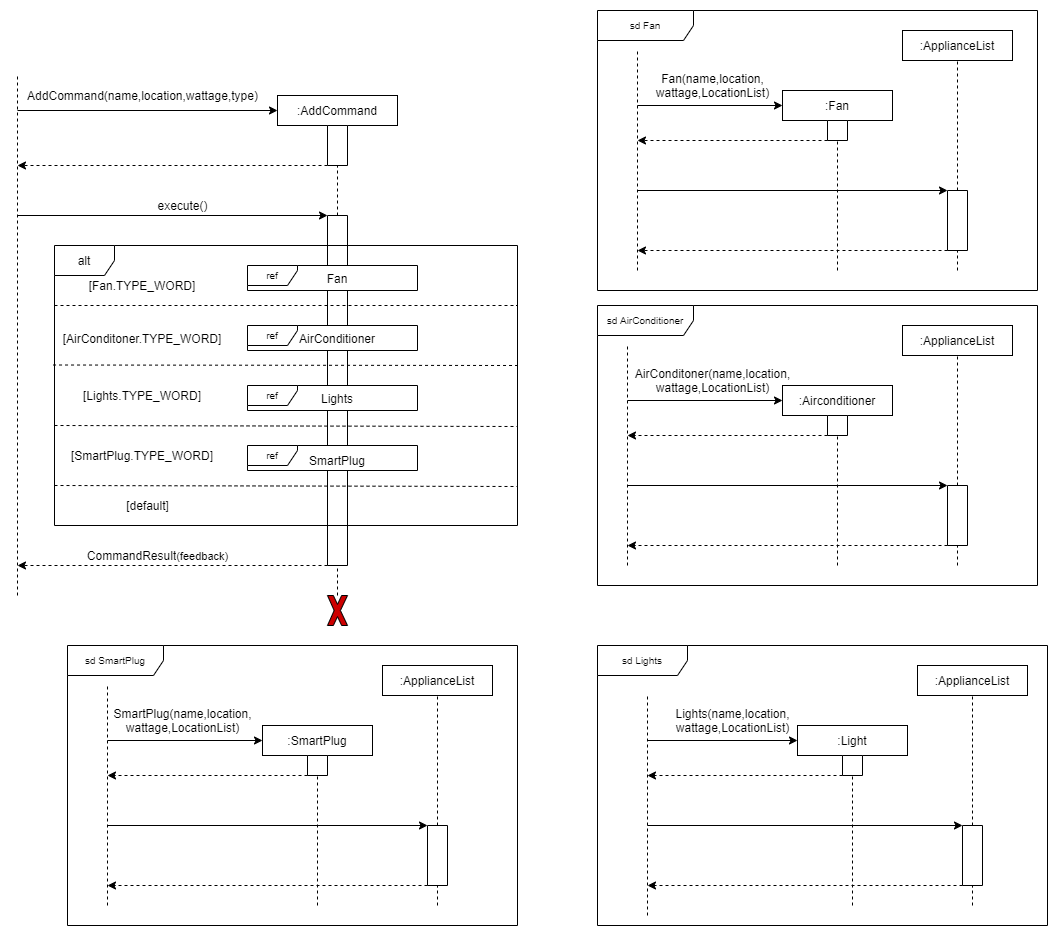 AddCommand(name,location,wattage,type)
:AddCommand
execute()
alt
[Fan.TYPE_WORD]
ref
Fan
[AirConditoner.TYPE_WORD]
ref
AirConditioner
[Lights.TYPE_WORD]
ref
Lights
[SmartPlug.TYPE_WORD]
ref
SmartPlug
[default]
CommandResult(feedback)
X
sd Fan
:ApplianceList
Fan(name,location,
wattage,LocationList)
:Fan
sd AirConditioner
:ApplianceList
AirConditoner(name,location,
wattage,LocationList)
:Airconditioner
sd SmartPlug
:ApplianceList
SmartPlug(name,location,
wattage,LocationList)
:SmartPlug
sd Lights
:ApplianceList
Lights(name,location,
wattage,LocationList)
:Light